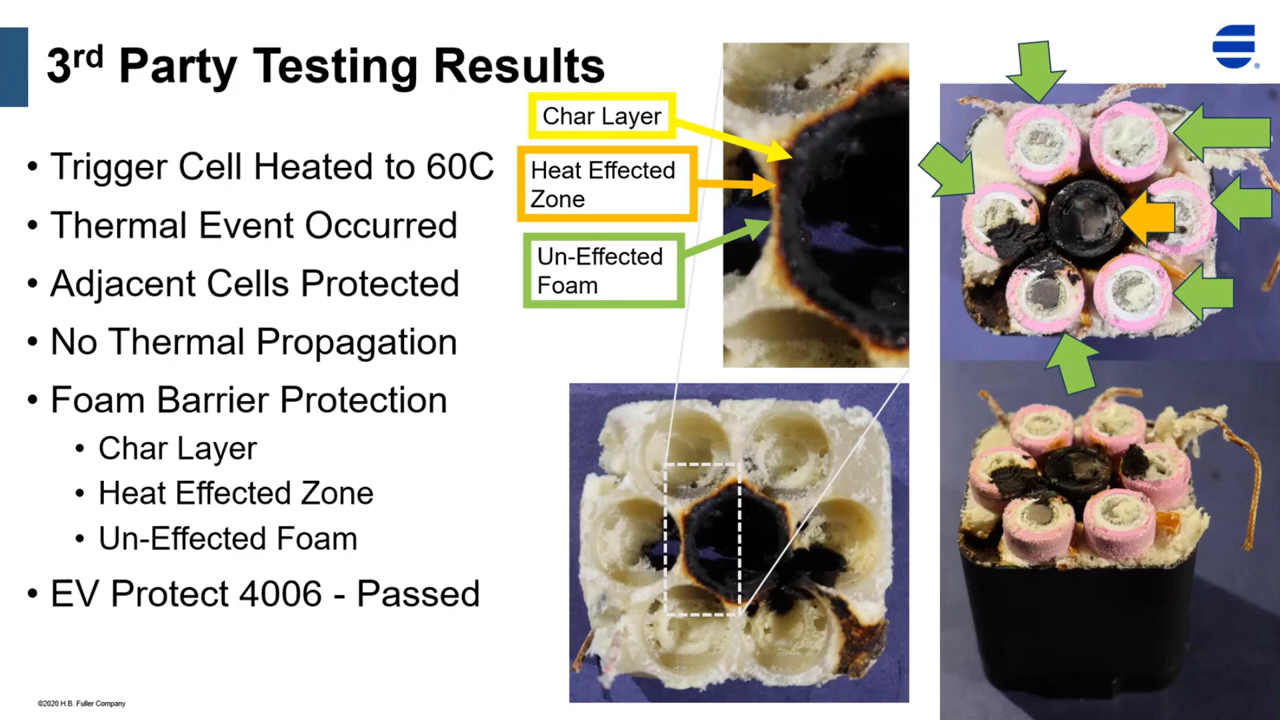 3rd Party Testing Results
• Trigger Cell Heated to 60C
• Thermal Event Occurred
• Adjacent Cells Protected
• No Thermal Propagation
• Foam Barrier Protection
• Char Layer
• Heat Effected Zone
• Un-Effected Foam
• EV Protect 4006 - Passed
Char Layer
Heat Effected
Zone
Un-Effected
Foam
©2020 H.B. Fuller Company